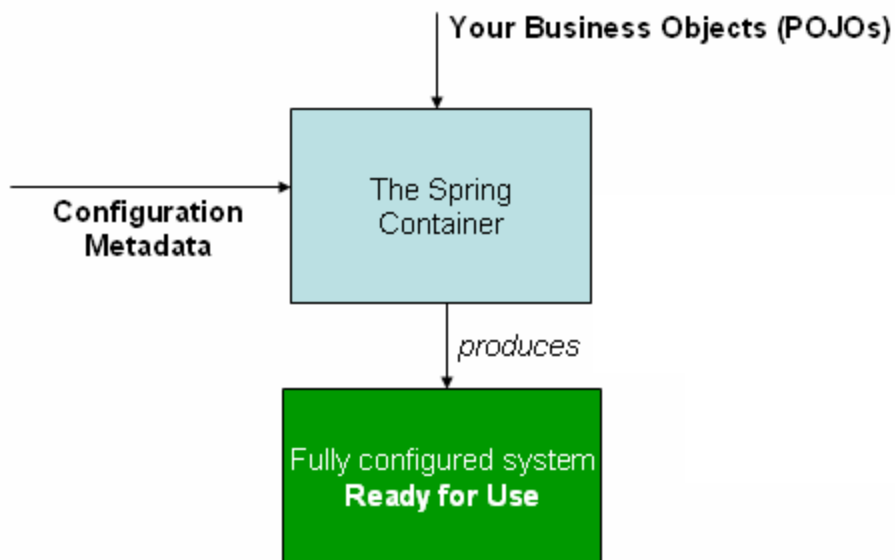 Your Business Objects (POJOs)
The Spring
Container
Configuration
Metadata
produces
Fully configured system
Ready for Use